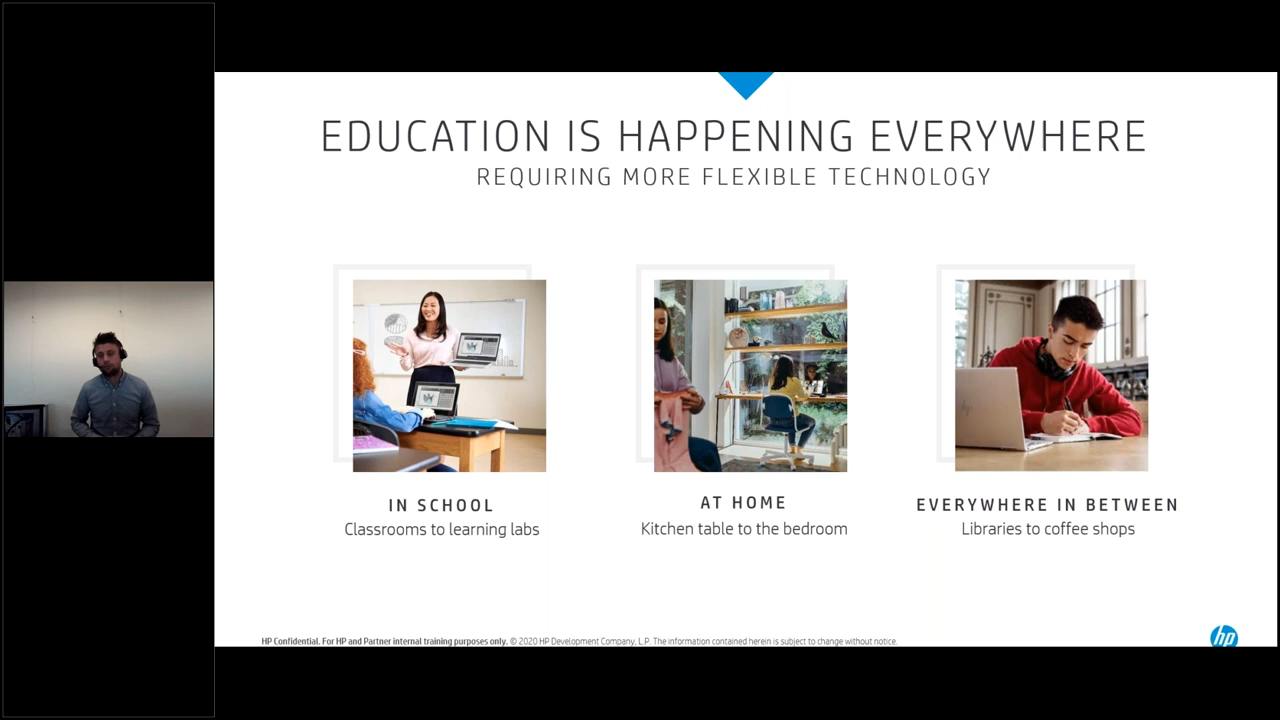 EDUCATION IS HAPPENING EVERYWHERE
REQUIRING MORE FLEXIBLE TECHNOLOGY
IN SCHOOL
Classrooms to learning labs
AT HOME
Kitchen table to the bedroom
EVERYWHERE IN BETWEEN
Libraries to coffee shops
HP Confidential. For HP and Partner internal training purposes only. © 2020 HP Development Company, L.P. The information contained herein is subject to change without notice.
hp